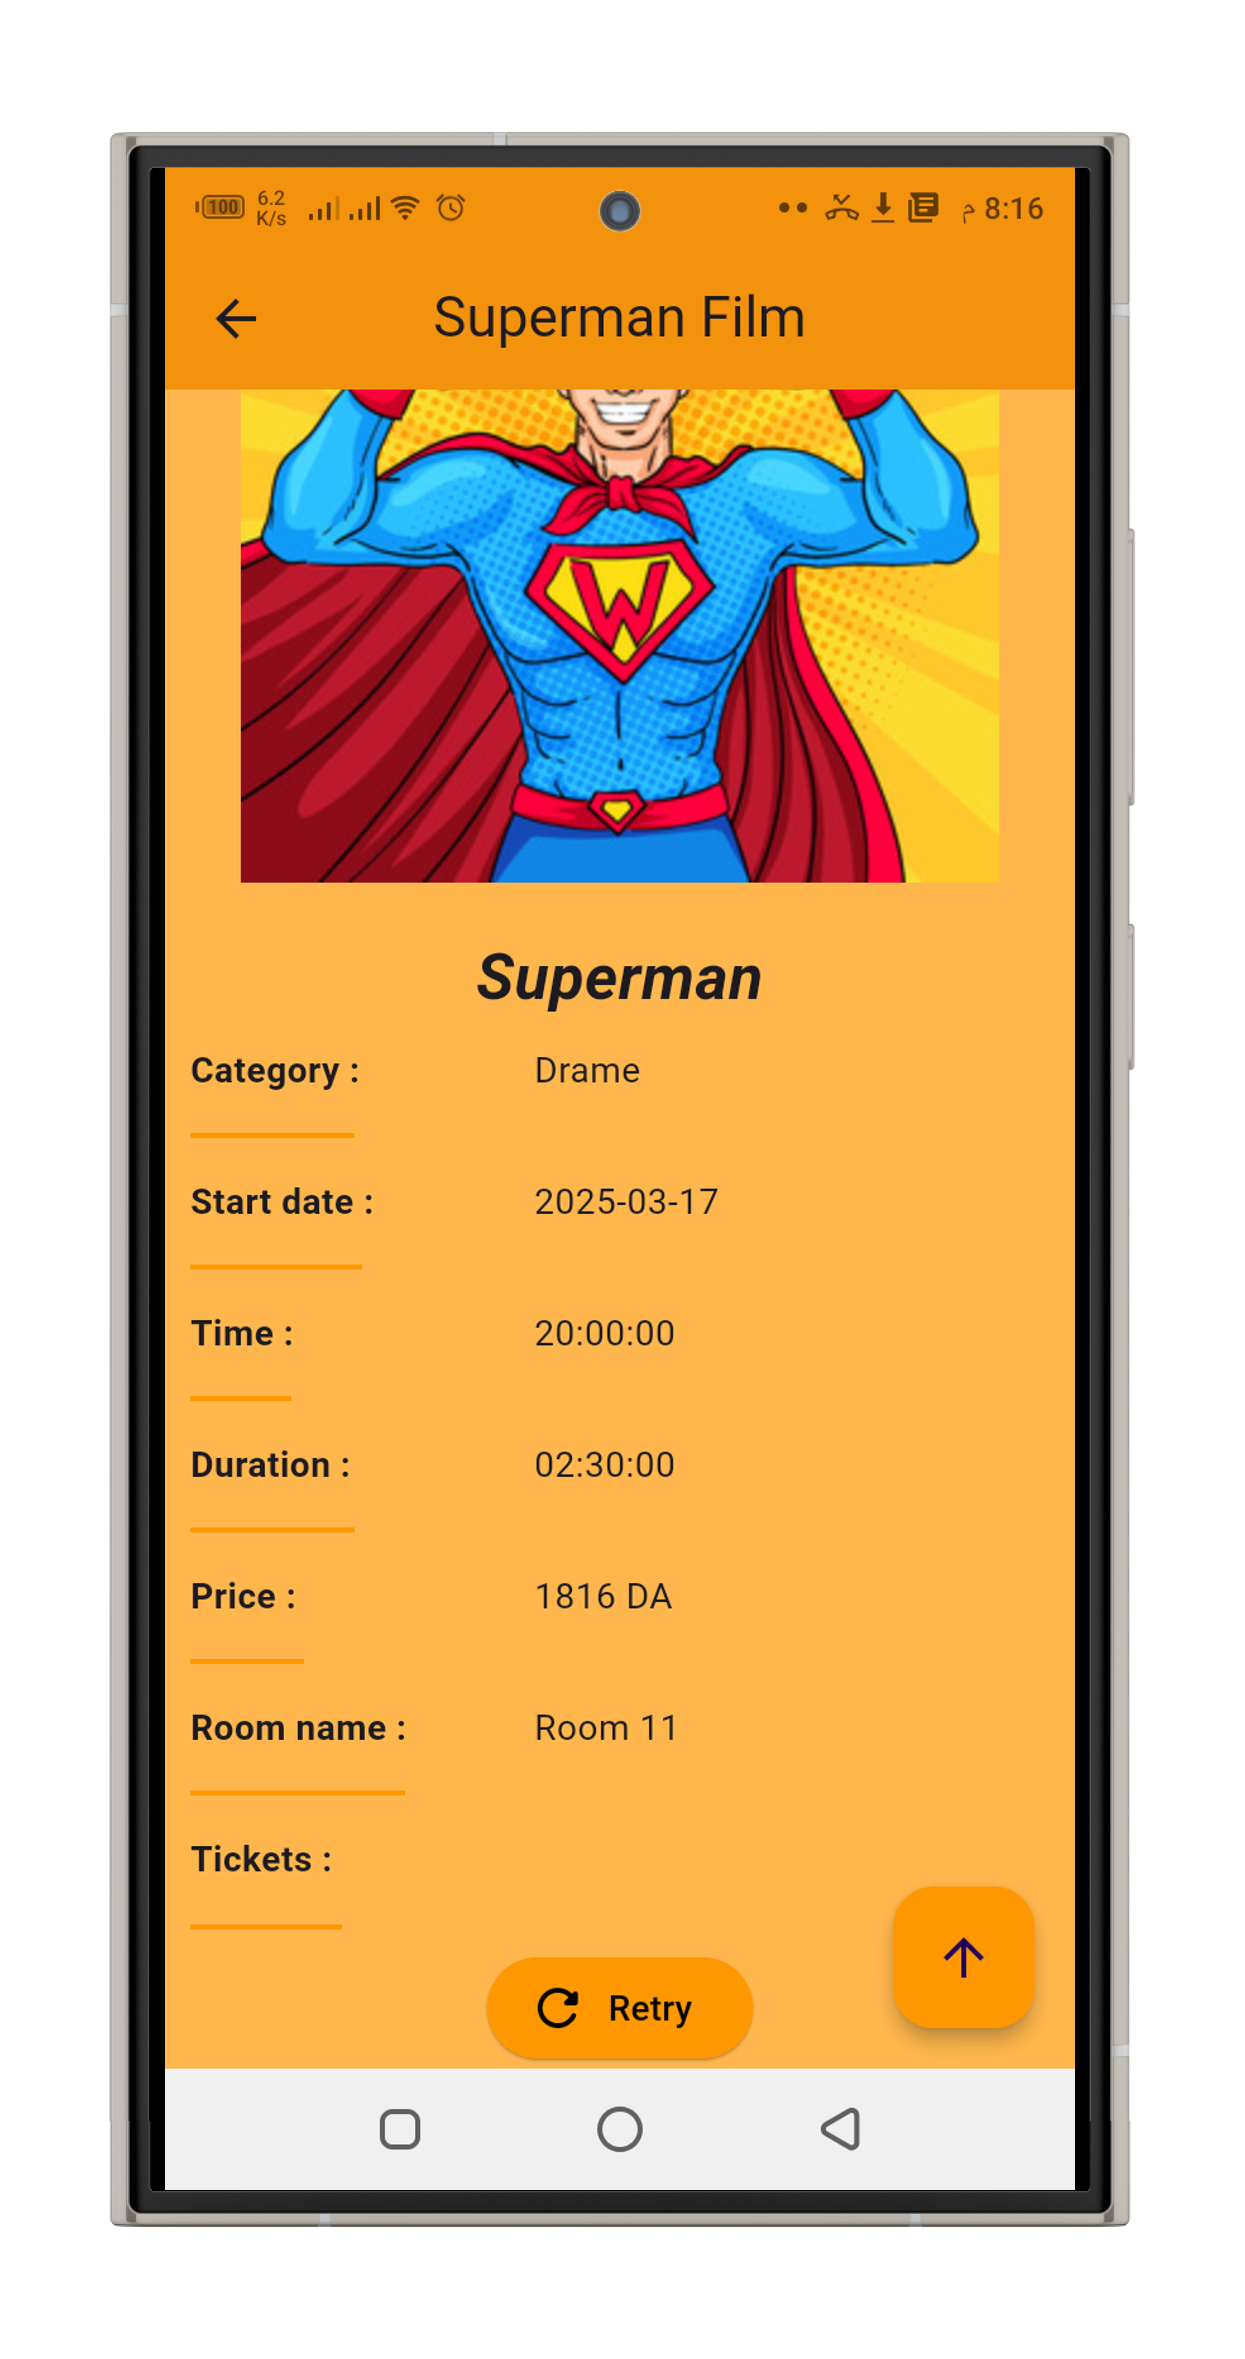 100 6.2 K/s م 8:16
Superman Film
W
Superman
Category : Drame
Start date : 2025-03-17
Time : 20:00:00
Duration : 02:30:00
Price : 1816 DA
Room name : Room 11
Tickets :
Retry